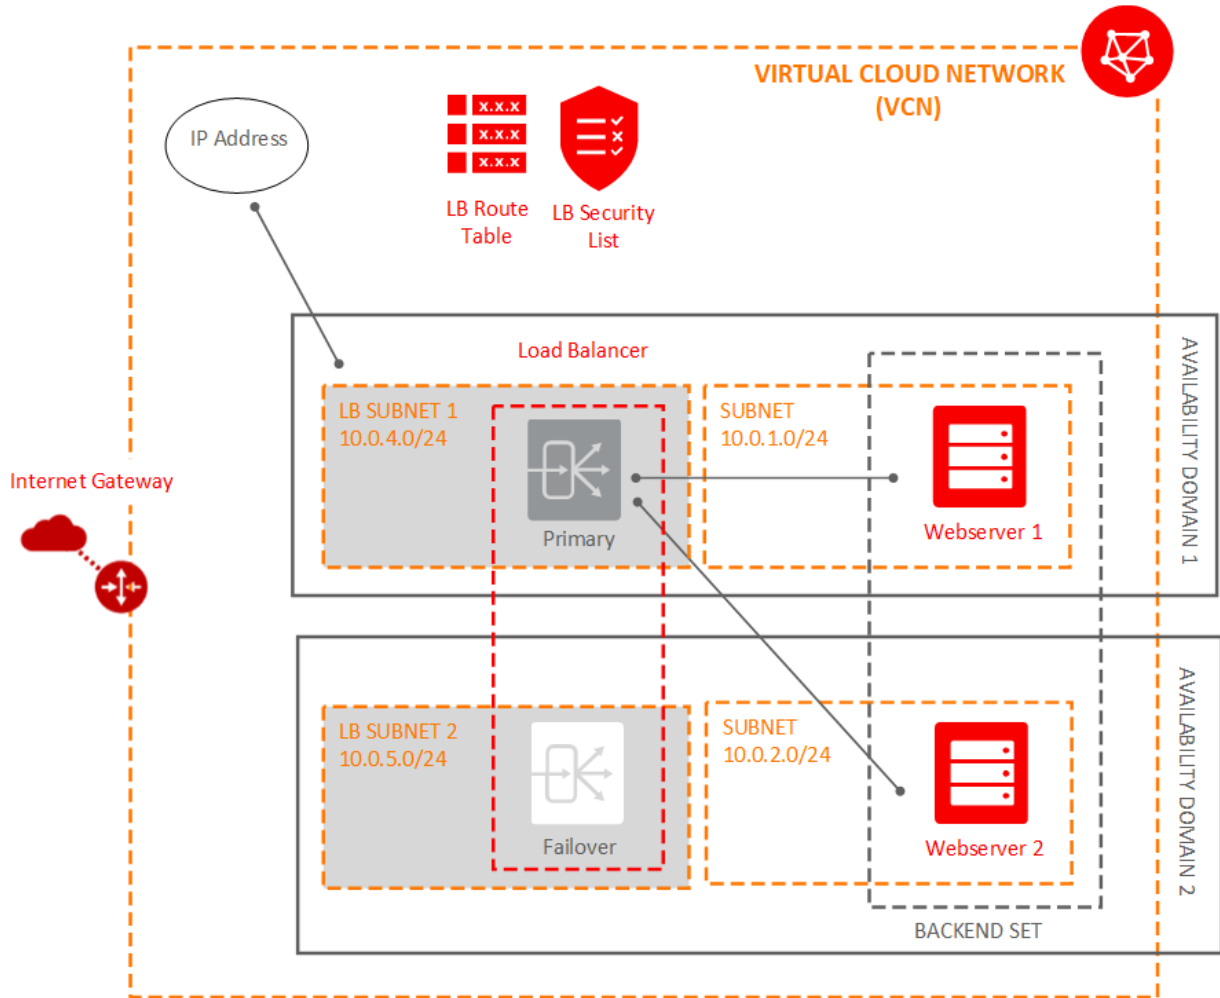 VIRTUAL CLOUD NETWORK
(VCN)
IP Address
x.x.x
x.x.x
x.x.x
LB Route
Table
LB Security
List
Load Balancer
AVAILABILITY DOMAIN 1
LB SUBNET 1
10.0.4.0/24
Primary
SUBNET
10.0.1.0/24
Webserver 1
Internet Gateway
AVAILABILITY DOMAIN 2
LB SUBNET 2
10.0.5.0/24
Failover
SUBNET
10.0.2.0/24
Webserver 2
BACKEND SET